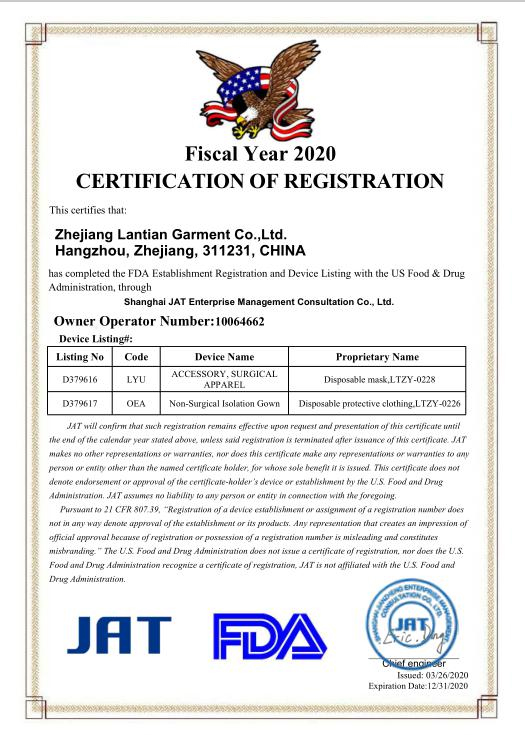 Fiscal Year 2020
CERTIFICATION OF REGISTRATION
This certifies that:
Zhejiang Lantian Garment Co.,Ltd.
Hangzhou, Zhejiang, 311231, CHINA
has completed the FDA Establishment Registration and Device Listing with the US Food & Drug
Administration, through
Shanghai JAT Enterprise Management Consultation Co., Ltd.
Owner Operator Number:10064662
Device Listing#:
Listing No Code Device Name Proprietary Name
D379616 LYU ACCESSORY, SURGICAL APPAREL Disposable mask,LTZY-0228
D379617 OEA Non-Surgical Isolation Gown Disposable protective clothing,LTZY-0226
JAT will confirm that such registration remains effective upon request and presentation of this certificate until
the end of the calendar year stated above, unless said registration is terminated after issuance of this certificate. JAT
makes no other representations or warranties, nor does this certificate make any representations or warranties to any
person or entity other than the named certificate holder, for whose sole benefit it is issued. This certificate does not
denote endorsement or approval of the certificate-holder's device or establishment by the U.S. Food and Drug
Administration. JAT assumes no liability to any person or entity in connection with the foregoing.
Pursuant to 21 CFR 807.39, "Registration of a device establishment or assignment of a registration number does
not in any way denote approval of the establishment or its products. Any representation that creates an impression of
official approval because of registration or possession of a registration number is misleading and constitutes
misbranding." The U.S. Food and Drug Administration does not issue a certificate of registration, nor does the U.S.
Food and Drug Administration recognize a certificate of registration, JAT is not affiliated with the U.S. Food and
Drug Administration.
JAT
FDA
JAT
Chief engineer
Issued: 03/26/2020
Expiration Date:12/31/2020